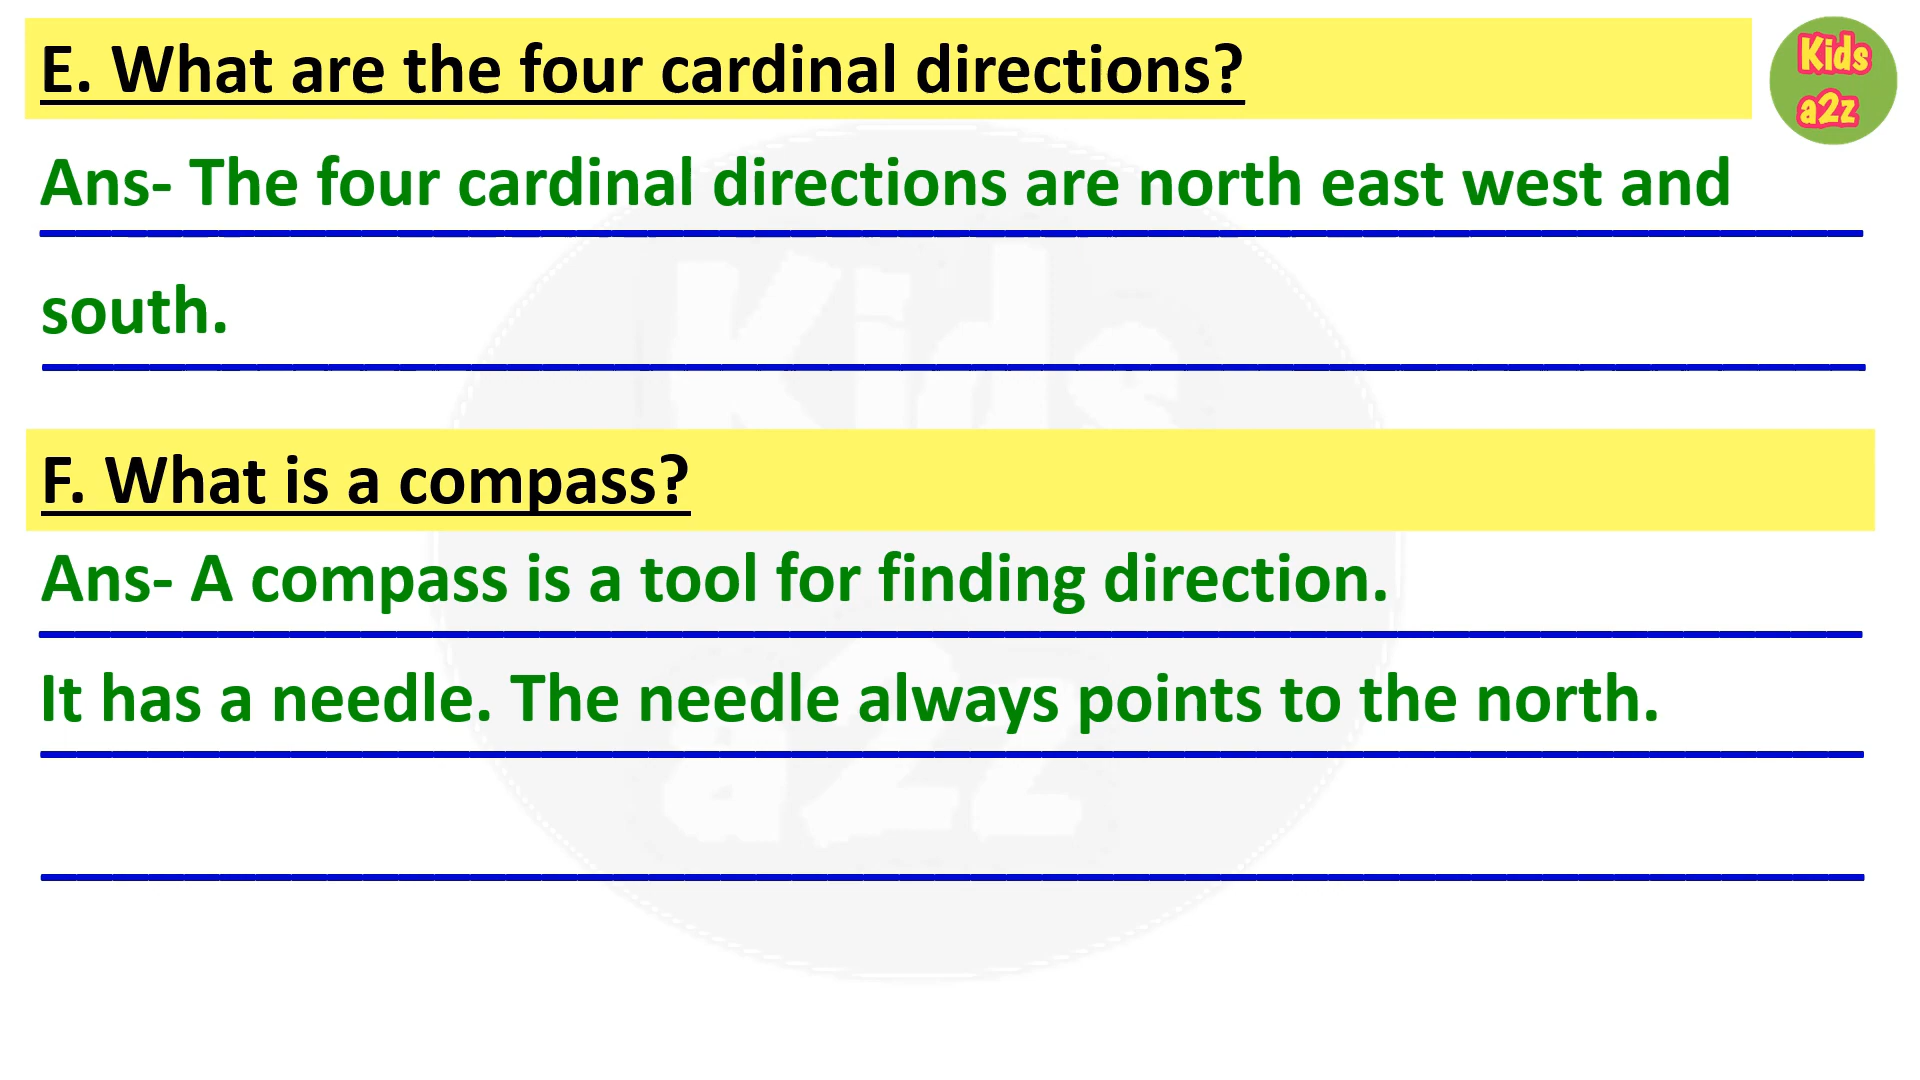 E. What are the four cardinal directions?
Kids
a2z
Ans- The four cardinal directions are north east west and
south.
Kids
F. What is a compass?
Ans- A compass is a tool for finding direction.
It has a needle. The needle always points to the north.
a2z